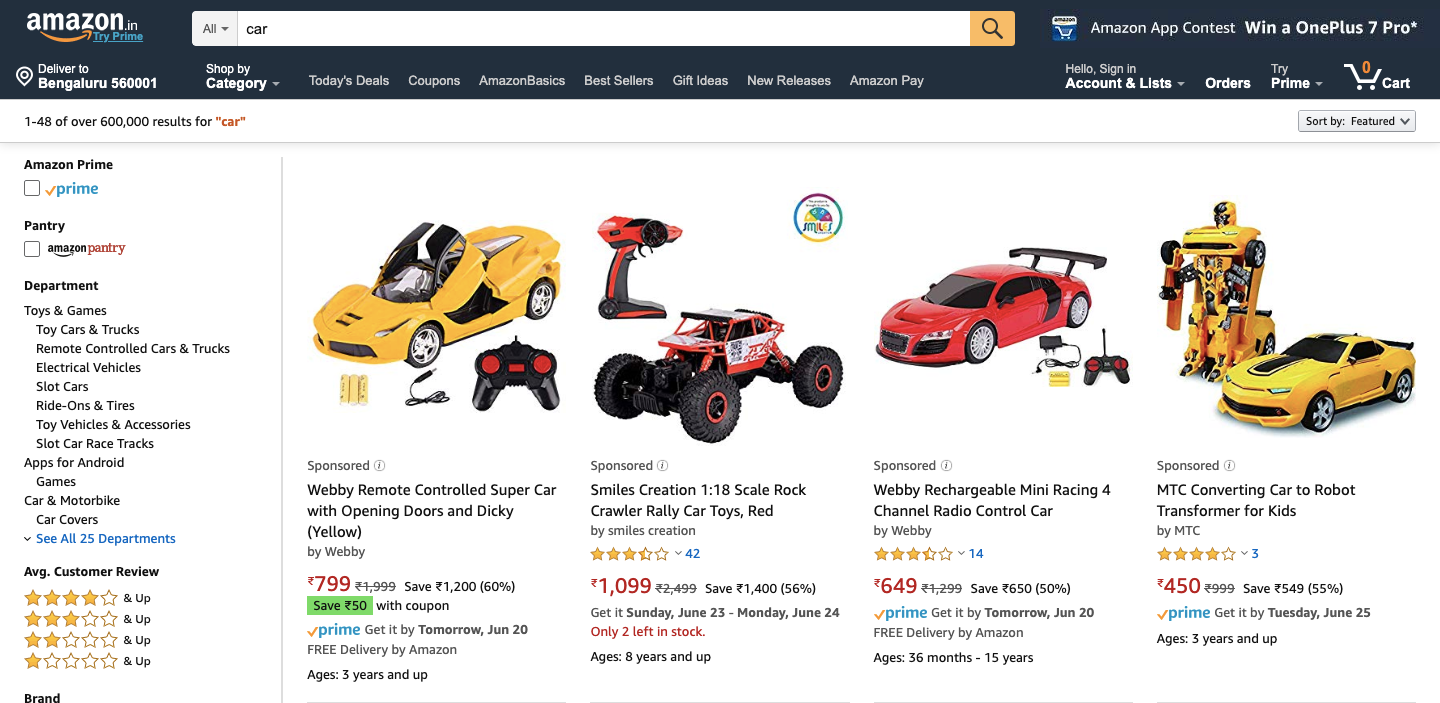 amazon.in
Try Prime
All
car
amazon
Amazon App Contest Win a OnePlus 7 Pro*
Deliver to
Bengaluru 560001
Shop by
Category
Today's Deals
Coupons
AmazonBasics
Best Sellers
Gift Ideas
New Releases
Amazon Pay
Hello, Sign in
Account & Lists
Orders
Try
Prime
0
Cart
1-48 of over 600,000 results for "car"
Sort by: Featured
Amazon Prime
prime
Pantry
amazon pantry
Department
Toys & Games
Toy Cars & Trucks
Remote Controlled Cars & Trucks
Electrical Vehicles
Slot Cars
Ride-Ons & Tires
Toy Vehicles & Accessories
Slot Car Race Tracks
Apps for Android
Games
Car & Motorbike
Car Covers
See All 25 Departments
Avg. Customer Review
& Up
& Up
& Up
& Up
Brand
Sponsored
Webby Remote Controlled Super Car
with Opening Doors and Dicky
(Yellow)
by Webby
₹799 ₹1,999 Save ₹1,200 (60%)
Save ₹50 with coupon
prime Get it by Tomorrow, Jun 20
FREE Delivery by Amazon
Ages: 3 years and up
SMILES
Sponsored
Smiles Creation 1:18 Scale Rock
Crawler Rally Car Toys, Red
by smiles creation
42
₹1,099 ₹2,499 Save ₹1,400 (56%)
Get it Sunday, June 23 - Monday, June 24
Only 2 left in stock.
Ages: 8 years and up
Sponsored
Webby Rechargeable Mini Racing 4
Channel Radio Control Car
by Webby
14
₹649 ₹1,299 Save ₹650 (50%)
prime Get it by Tomorrow, Jun 20
FREE Delivery by Amazon
Ages: 36 months - 15 years
Sponsored
MTC Converting Car to Robot
Transformer for Kids
by MTC
3
₹450 ₹999 Save ₹549 (55%)
prime Get it by Tuesday, June 25
Ages: 3 years and up